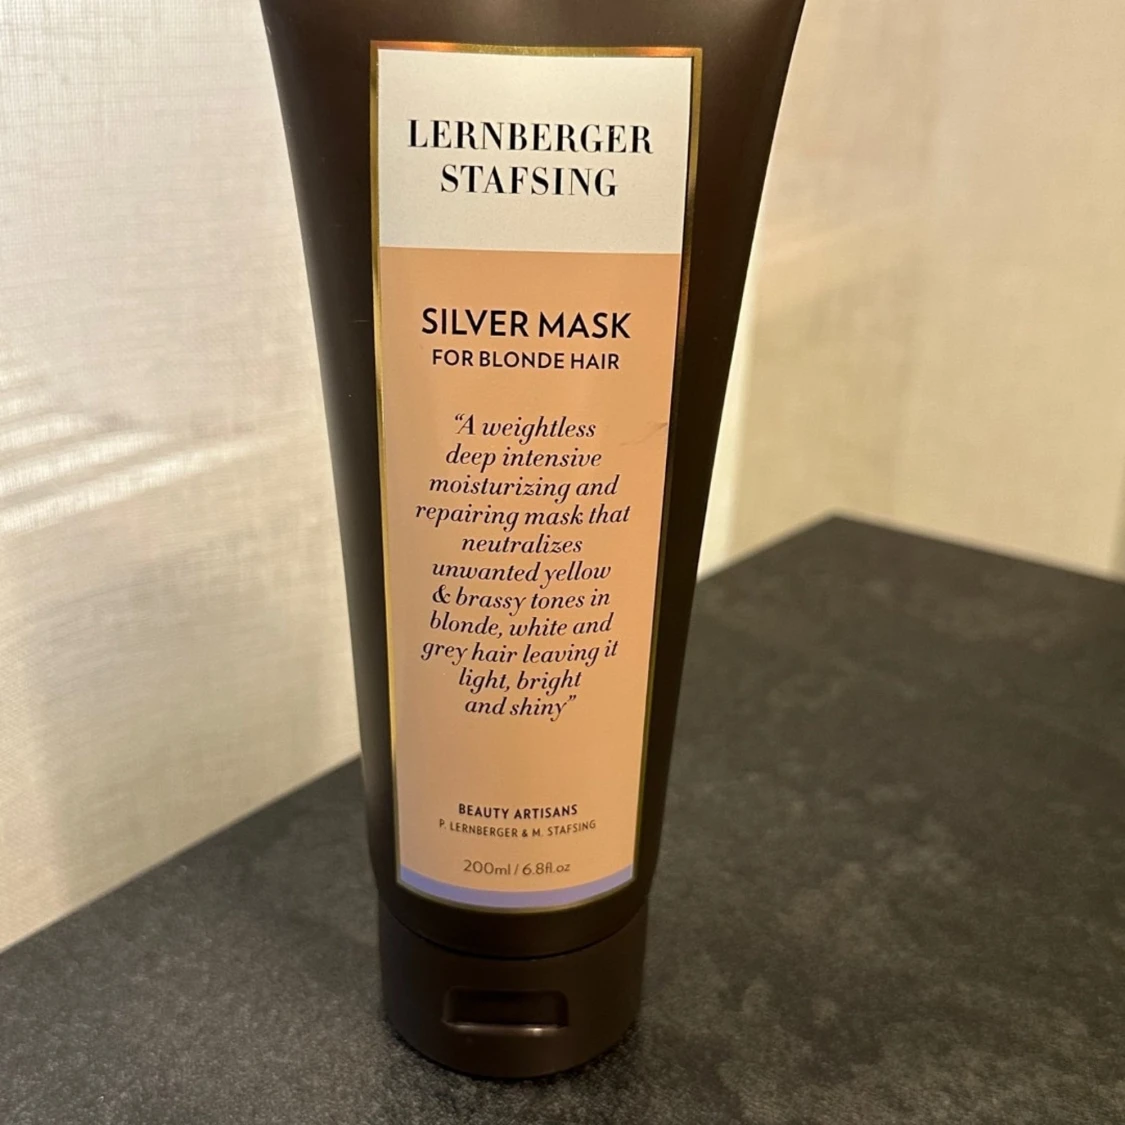 LERNBERGER
STAFSING
SILVER MASK
FOR BLONDE HAIR
“A weightless
deep intensive
moisturizing and
repairing mask that
neutralizes
unwanted yellow
& brassy tones in
blonde, white and
grey hair leaving it
light, bright
and shiny”
BEAUTY ARTISANS
P. LERNBERGER & M. STAFSING
200ml / 6.8fl.oz